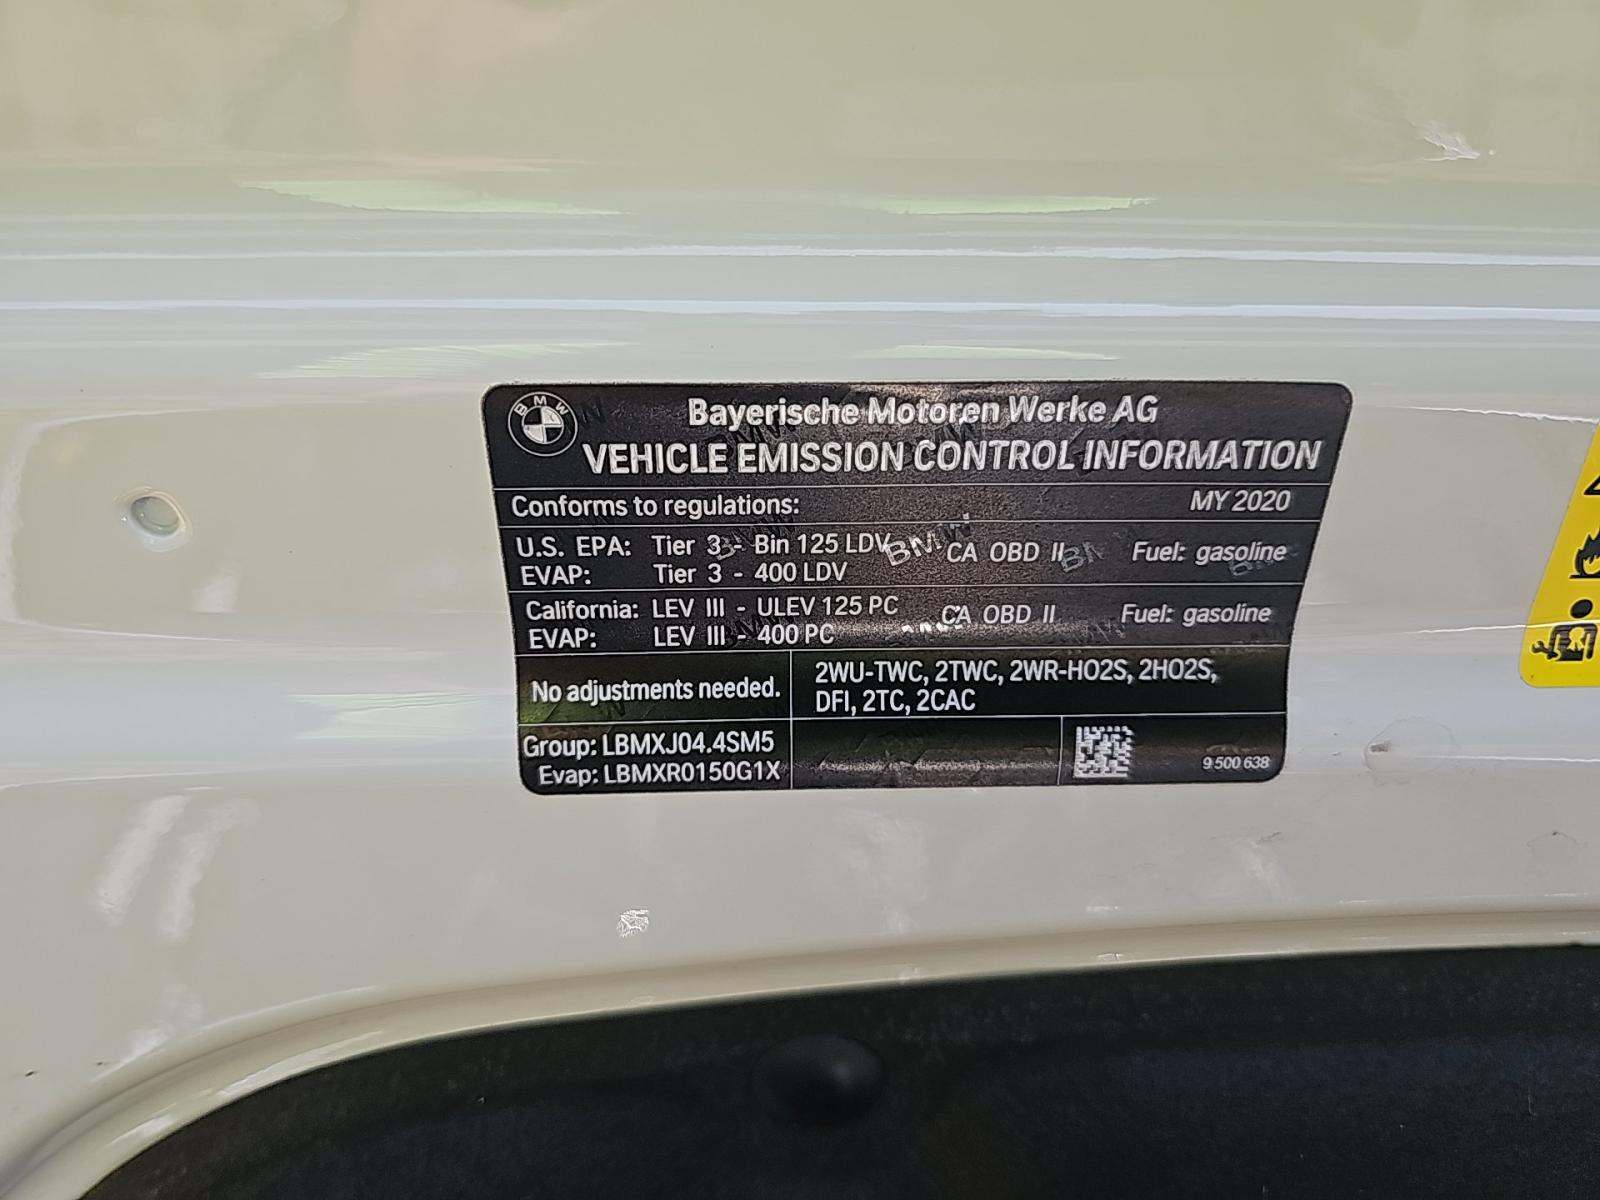 BMW
Bayerische Motoren Werke AG
VEHICLE EMISSION CONTROL INFORMATION
Conforms to regulations: MY 2020
U.S. EPA: Tier 3 - Bin 125 LDV CA OBD II Fuel: gasoline
EVAP: Tier 3 - 400 LDV
California: LEV III - ULEV 125 PC CA OBD II Fuel: gasoline
EVAP: LEV III - 400 PC
No adjustments needed.
2WU-TWC, 2TWC, 2WR-HO2S, 2HO2S,
DFI, 2TC, 2CAC
Group: LBMXJ04.4SM5
Evap: LBMXR0150G1X
9 500 638